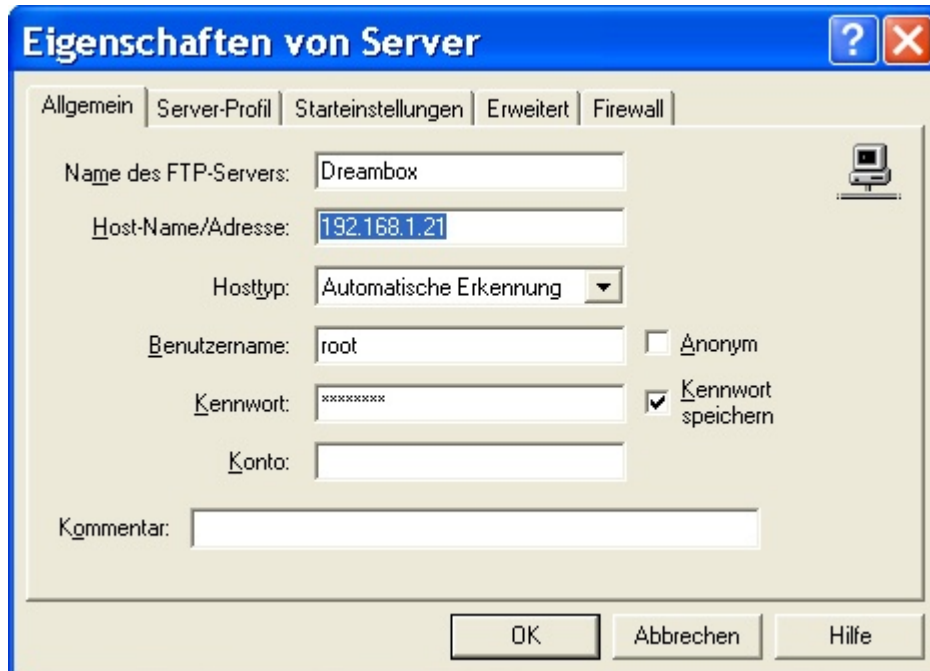 Eigenschaften von Server
Allgemein Server-Profil Starteinstellungen Erweitert Firewall
Name des FTP-Servers: Dreambox
Host-Name/Adresse: 192.168.1.21
Hosttyp: Automatische Erkennung
Benutzername: root Anonym
Kennwort: ******** Kennwort speichern
Konto:
Kommentar:
OK Abbrechen Hilfe